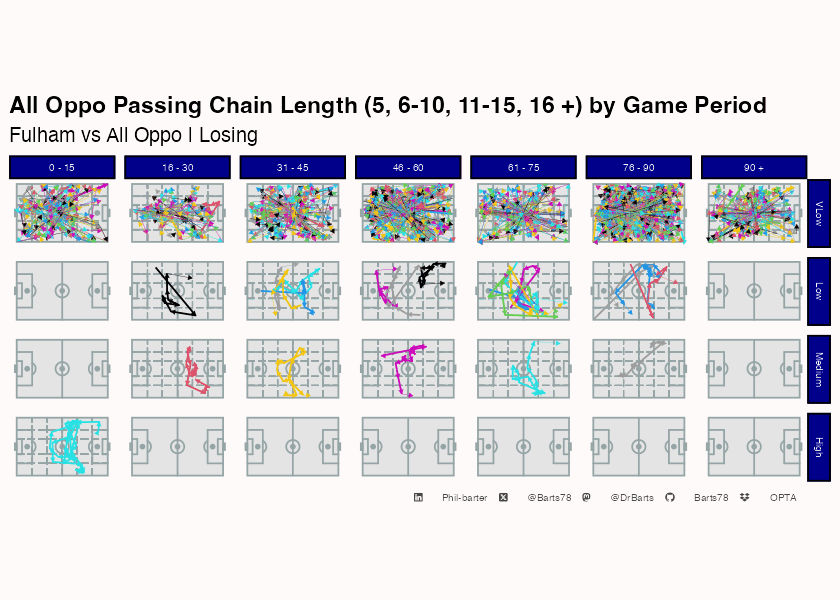 All Oppo Passing Chain Length (5, 6-10, 11-15, 16 +) by Game Period
Fulham vs All Oppo I Losing
0 - 15
16 - 30
31 - 45
46 - 60
61 - 75
76 - 90
90 +
V.Low
Low
Medium
High
Phil-barter @Barts78 @DrBarts Barts78 OPTA